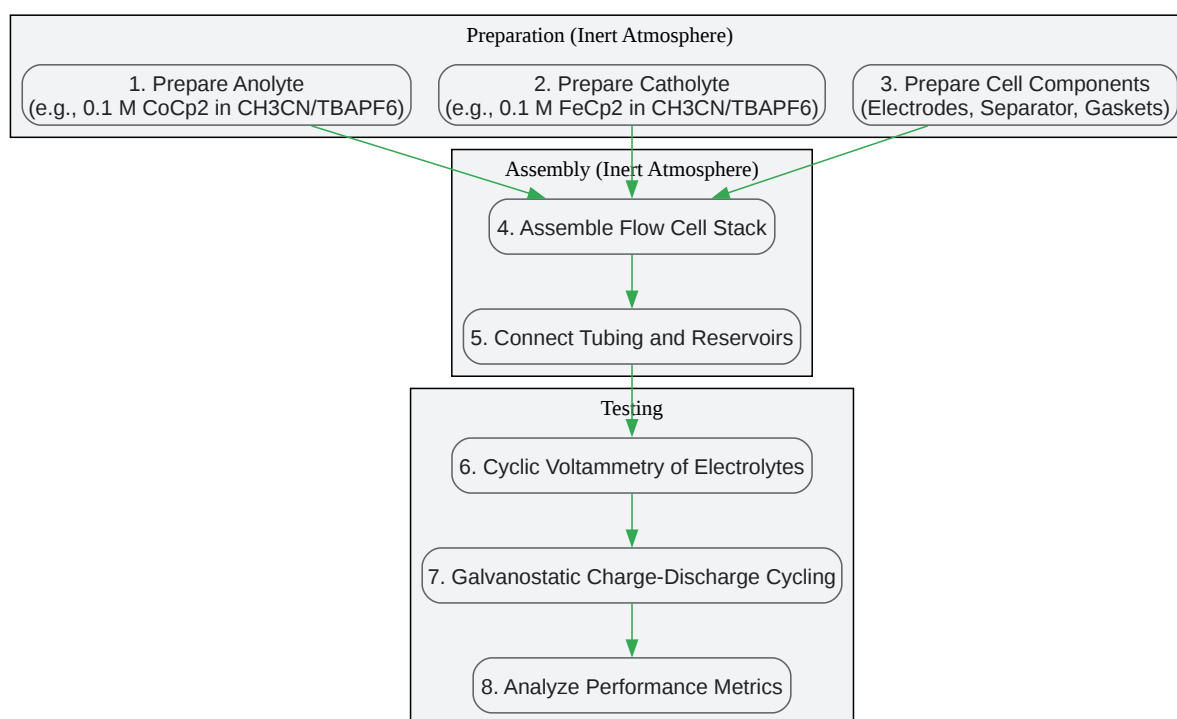 Preparation (Inert Atmosphere)
1. Prepare Anolyte
(e.g., 0.1 M CoCp2 in CH3CN/TBAPF6)
2. Prepare Catholyte
(e.g., 0.1 M FeCp2 in CH3CN/TBAPF6)
3. Prepare Cell Components
(Electrodes, Separator, Gaskets)
Assembly (Inert Atmosphere)
4. Assemble Flow Cell Stack
5. Connect Tubing and Reservoirs
Testing
6. Cyclic Voltammetry of Electrolytes
7. Galvanostatic Charge-Discharge Cycling
8. Analyze Performance Metrics